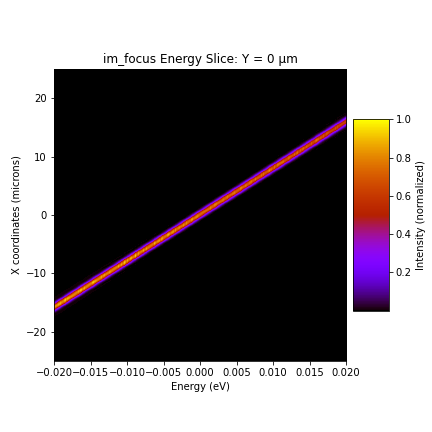 im_focus Energy Slice: Y = 0 μm
X coordinates (microns)
20
10
0
−10
−20
−0.020−0.015−0.010−0.005 0.000 0.005 0.010 0.015 0.020
Energy (eV)
1.0
0.8
0.6
0.4
0.2
Intensity (normalized)